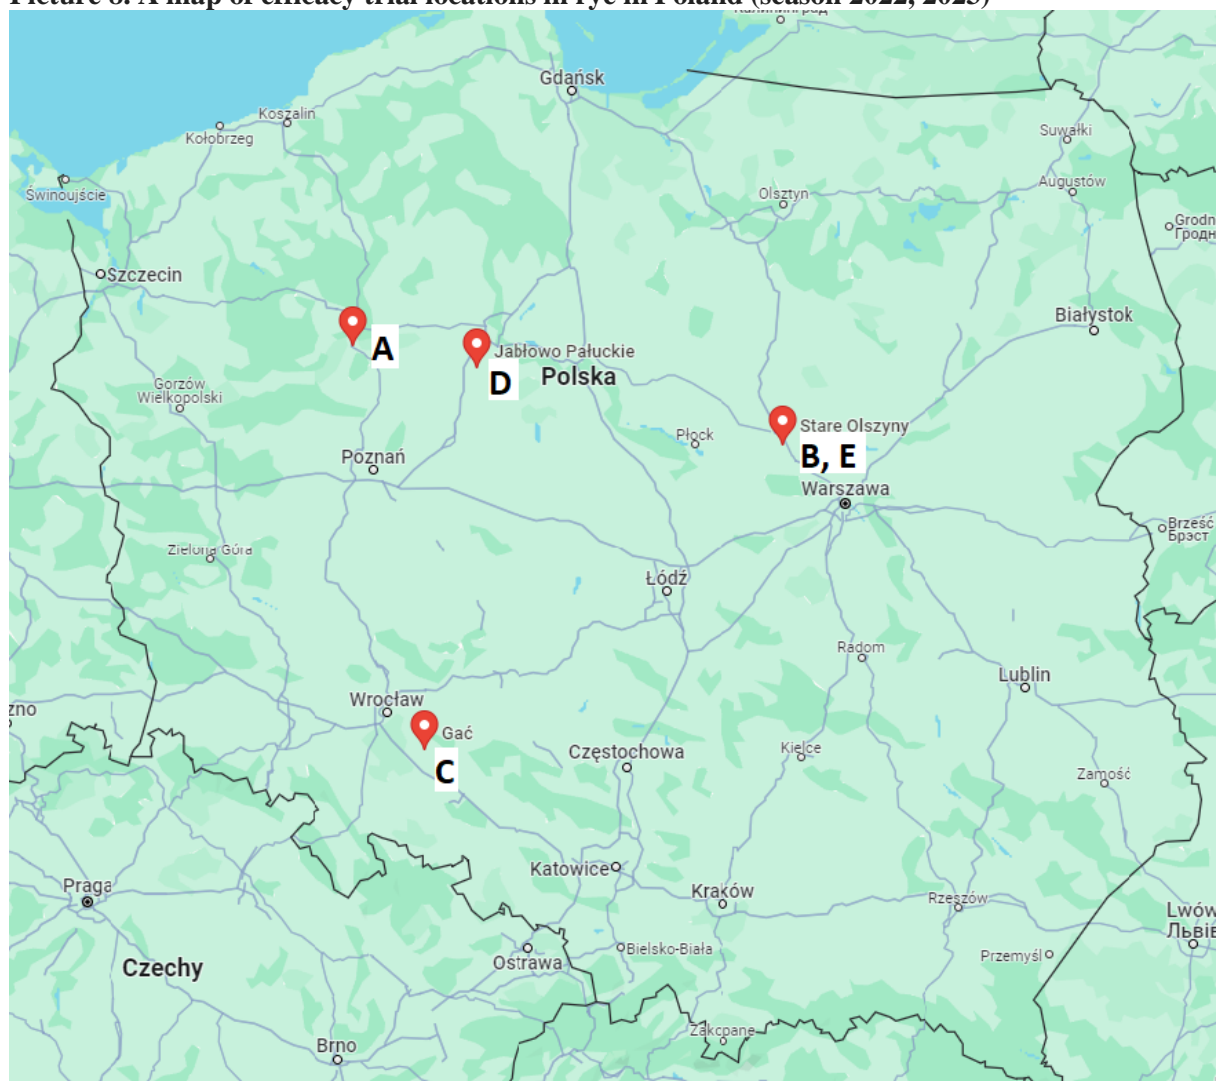 Picture 8. A map of efficacy trial locations in rye in Poland (season 2022, 2023)
Калининград
Gdańsk
Koszalin
Kołobrzeg
Suwałki
Świnoujście
Olsztyn
Augustów
Grodn
Гродн
Szczecin
Białystok
A
Jabłowo Pałuckie
D
Polska
Gorzów
Wielkopolski
Stare Olszyny
Płock
B, E
Poznań
Warszawa
Brześć
Брэст
Zielona Góra
Łódź
Radom
Lublin
Wrocław
zno
Gać
C
Częstochowa
Kielce
Zamość
Katowice
Praga
Kraków
Rzeszów
Lwów
Львів
Czechy
Ostrawa
Bielsko-Biała
Przemyśl
Zakopane
Brno